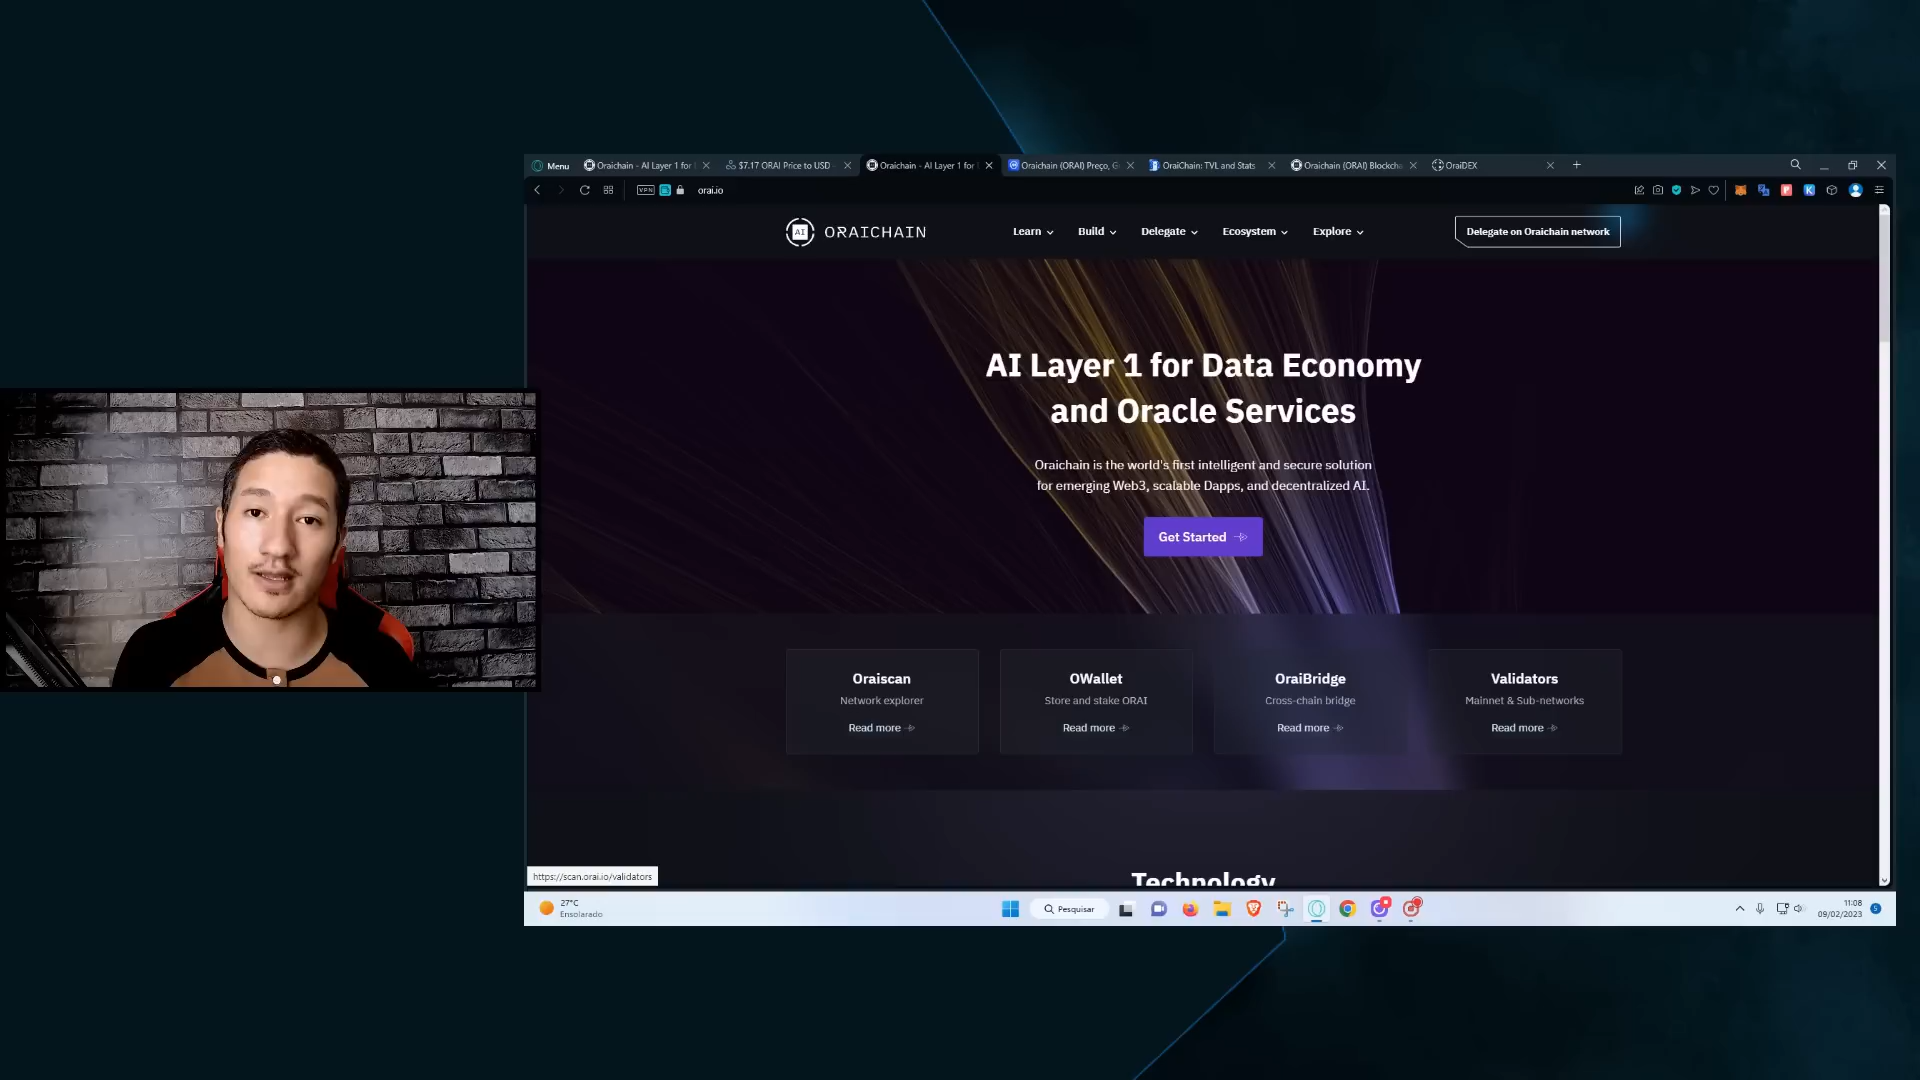 Menu
Oraichain - AI Layer 1 for
$7.17 ORAI Price to USD
Oraichain - AI Layer 1 for
Oraichain (ORAI) Preço, G
OraiChain: TVL and Stats
Oraichain (ORAI) Blockcha
OraiDEX
VPN
orai.io
AI
ORAICHAIN
Learn
Build
Delegate
Ecosystem
Explore
Delegate on Oraichain network
AI Layer 1 for Data Economy
and Oracle Services
Oraichain is the world's first intelligent and secure solution
for emerging Web3, scalable Dapps, and decentralized AI.
Get Started
Oraiscan
Network explorer
Read more
OWallet
Store and stake ORAI
Read more
OraiBridge
Cross-chain bridge
Read more
Validators
Mainnet & Sub-networks
Read more
Technology
https://scan.orai.io/validators
27°C
Ensolarado
Pesquisar
11:08
09/02/2023
5